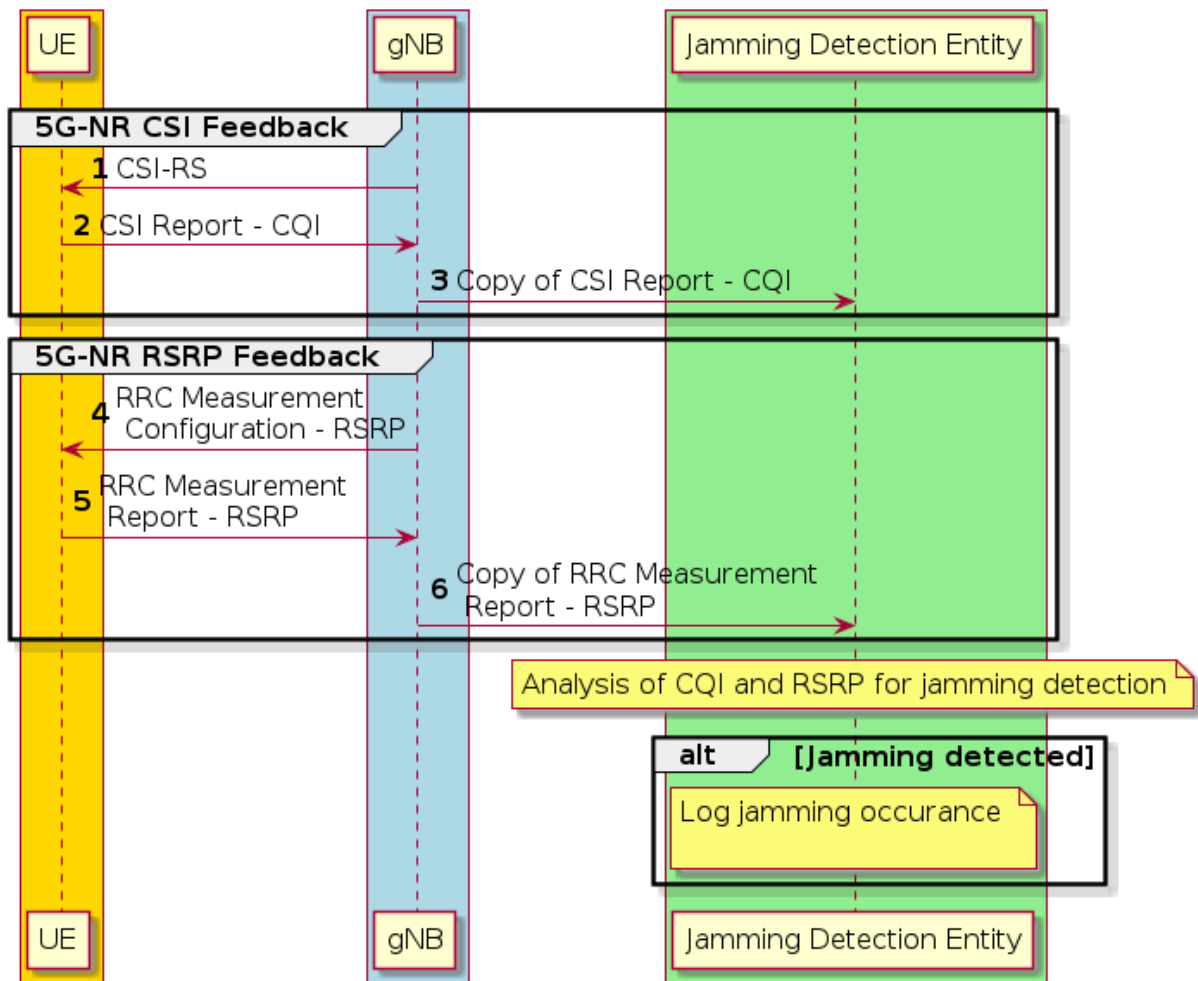 UE
gNB
Jamming Detection Entity
5G-NR CSI Feedback
1 CSI-RS
2 CSI Report - CQI
3 Copy of CSI Report - CQI
5G-NR RSRP Feedback
4 RRC Measurement
Configuration - RSRP
5 RRC Measurement
Report - RSRP
6 Copy of RRC Measurement
Report - RSRP
Analysis of CQI and RSRP for jamming detection
alt [Jamming detected]
Log jamming occurance
UE
gNB
Jamming Detection Entity